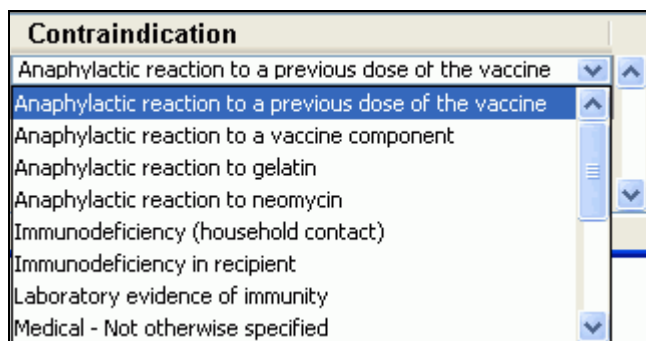 Contraindication
Anaphylactic reaction to a previous dose of the vaccine
Anaphylactic reaction to a previous dose of the vaccine
Anaphylactic reaction to a vaccine component
Anaphylactic reaction to gelatin
Anaphylactic reaction to neomycin
Immunodeficiency (household contact)
Immunodeficiency in recipient
Laboratory evidence of immunity
Medical - Not otherwise specified